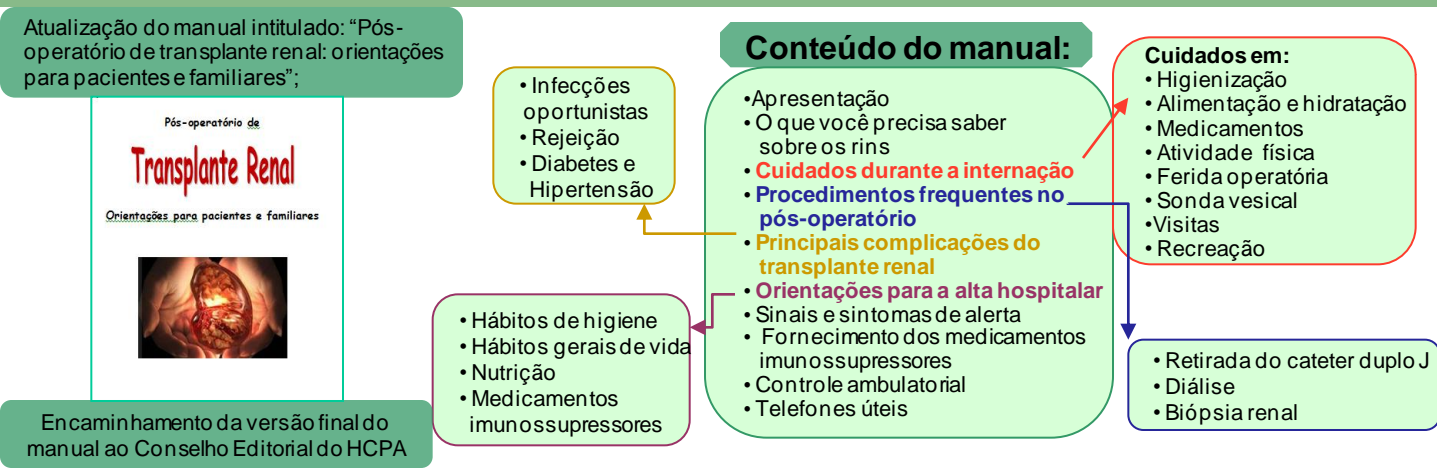 Atualização do manual intitulado: “Pós-
operatório de transplante renal: orientações
para pacientes e familiares”;
Pós-operatório de
Transplante Renal
Orientações para pacientes e familiares
Encaminhamento da versão final do
manual ao Conselho Editorial do HCPA
• Infecções
oportunistas
• Rejeição
• Diabetes e
Hipertensão
• Hábitos de higiene
• Hábitos gerais de vida
• Nutrição
• Medicamentos
imunossupressores
Conteúdo do manual:
•Apresentação
• O que você precisa saber
sobre os rins
• Cuidados durante a internação
• Procedimentos frequentes no
pós-operatório
• Principais complicações do
transplante renal
• Orientações para a alta hospitalar
• Sinais e sintomas de alerta
• Fornecimento dos medicamentos
imunossupressores
• Controle ambulatorial
• Telefones úteis
Cuidados em:
• Higienização
• Alimentação e hidratação
• Medicamentos
• Atividade física
• Ferida operatória
• Sonda vesical
•Visitas
• Recreação
• Retirada do cateter duplo J
• Diálise
• Biópsia renal